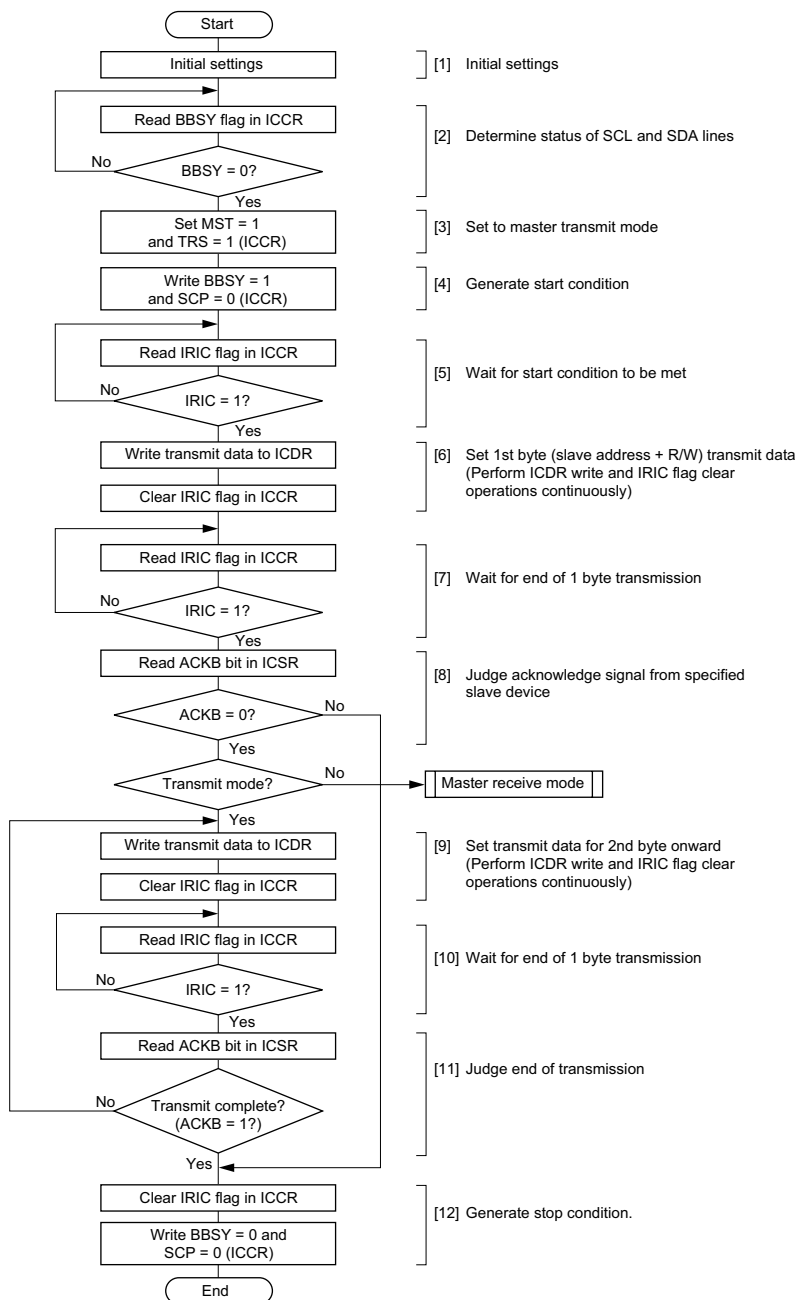 Start
Initial settings
[1] Initial settings
Read BBSY flag in ICCR
[2] Determine status of SCL and SDA lines
No
BBSY = 0?
Yes
Set MST = 1
and TRS = 1 (ICCR)
[3] Set to master transmit mode
Write BBSY = 1
and SCP = 0 (ICCR)
[4] Generate start condition
Read IRIC flag in ICCR
[5] Wait for start condition to be met
No
IRIC = 1?
Yes
Write transmit data to ICDR
[6] Set 1st byte (slave address + R/W) transmit data
(Perform ICDR write and IRIC flag clear
operations continuously)
Clear IRIC flag in ICCR
Read IRIC flag in ICCR
[7] Wait for end of 1 byte transmission
No
IRIC = 1?
Yes
Read ACKB bit in ICSR
[8] Judge acknowledge signal from specified
slave device
ACKB = 0?
No
Yes
Transmit mode?
No
Master receive mode
Yes
Write transmit data to ICDR
[9] Set transmit data for 2nd byte onward
(Perform ICDR write and IRIC flag clear
operations continuously)
Clear IRIC flag in ICCR
Read IRIC flag in ICCR
[10] Wait for end of 1 byte transmission
No
IRIC = 1?
Yes
Read ACKB bit in ICSR
[11] Judge end of transmission
No
Transmit complete?
(ACKB = 1?)
Yes
Clear IRIC flag in ICCR
[12] Generate stop condition.
Write BBSY = 0 and
SCP = 0 (ICCR)
End